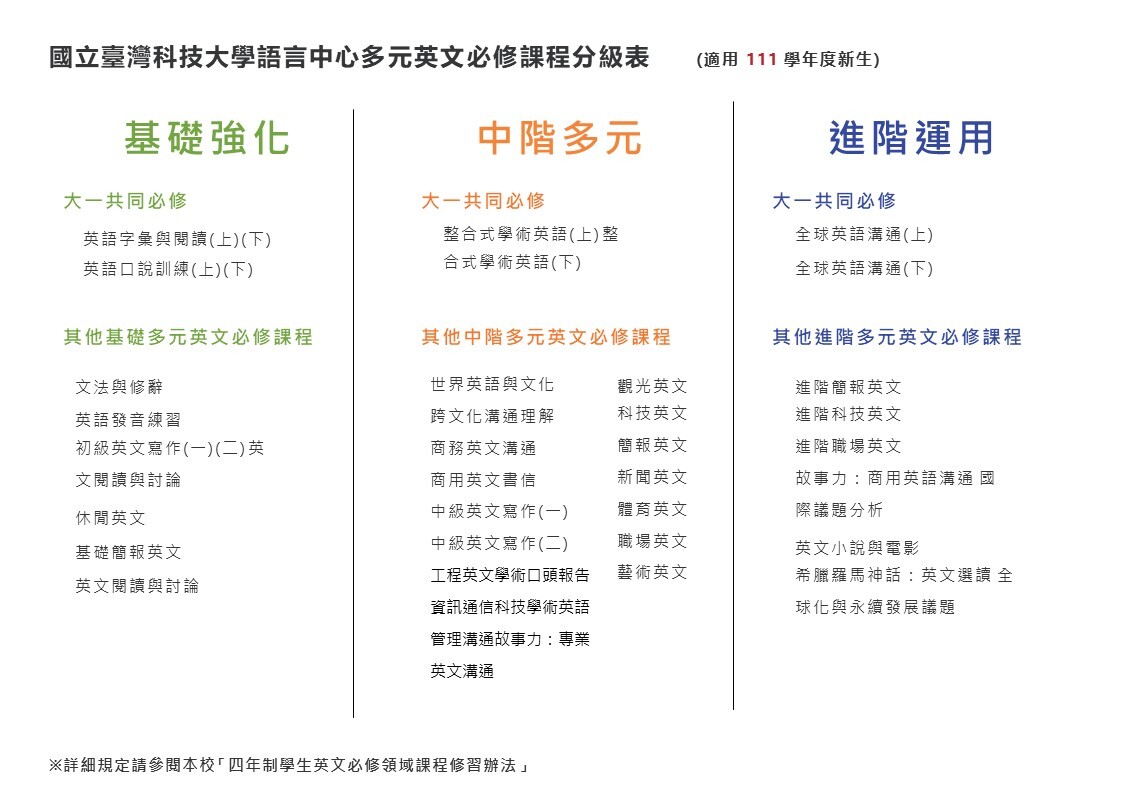 國立臺灣科技大學語言中心多元英文必修課程分級表 (適用 111 學年度新生)
基礎強化
大一共同必修
英語字彙與閱讀(上)(下)
英語口說訓練(上)(下)
其他基礎多元英文必修課程
文法與修辭
英語發音練習
初級英文寫作(一)(二)英
文閱讀與討論
休閒英文
基礎簡報英文
英文閱讀與討論
中階多元
大一共同必修
整合式學術英語(上)整
合式學術英語(下)
其他中階多元英文必修課程
世界英語與文化
跨文化溝通理解
商務英文溝通
商用英文書信
中級英文寫作(一)
中級英文寫作(二)
工程英文學術口頭報告
資訊通信科技學術英語
管理溝通故事力：專業
英文溝通
觀光英文
科技英文
簡報英文
新聞英文
體育英文
職場英文
藝術英文
進階運用
大一共同必修
全球英語溝通(上)
全球英語溝通(下)
其他進階多元英文必修課程
進階簡報英文
進階科技英文
進階職場英文
故事力：商用英語溝通 國
際議題分析
英文小說與電影
希臘羅馬神話：英文選讀 全
球化與永續發展議題
※詳細規定請參閱本校「四年制學生英文必修領域課程修習辦法」